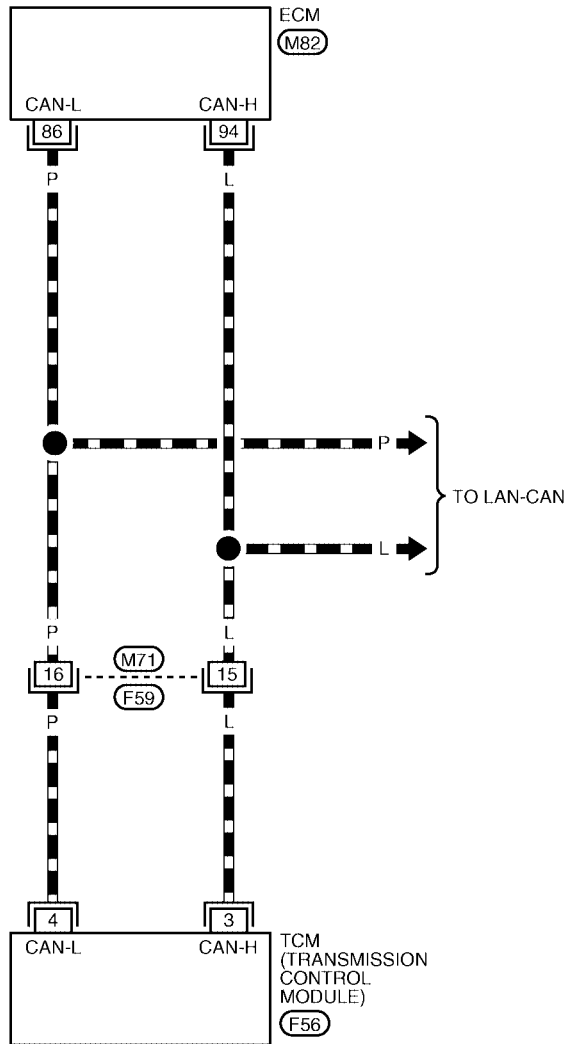 ECM
M82
CAN-L CAN-H
86 94
P L
P
TO LAN-CAN
L
P L
M71
16 15
F59
P L
4 3
CAN-L CAN-H
TCM
(TRANSMISSION
CONTROL
MODULE)
F56